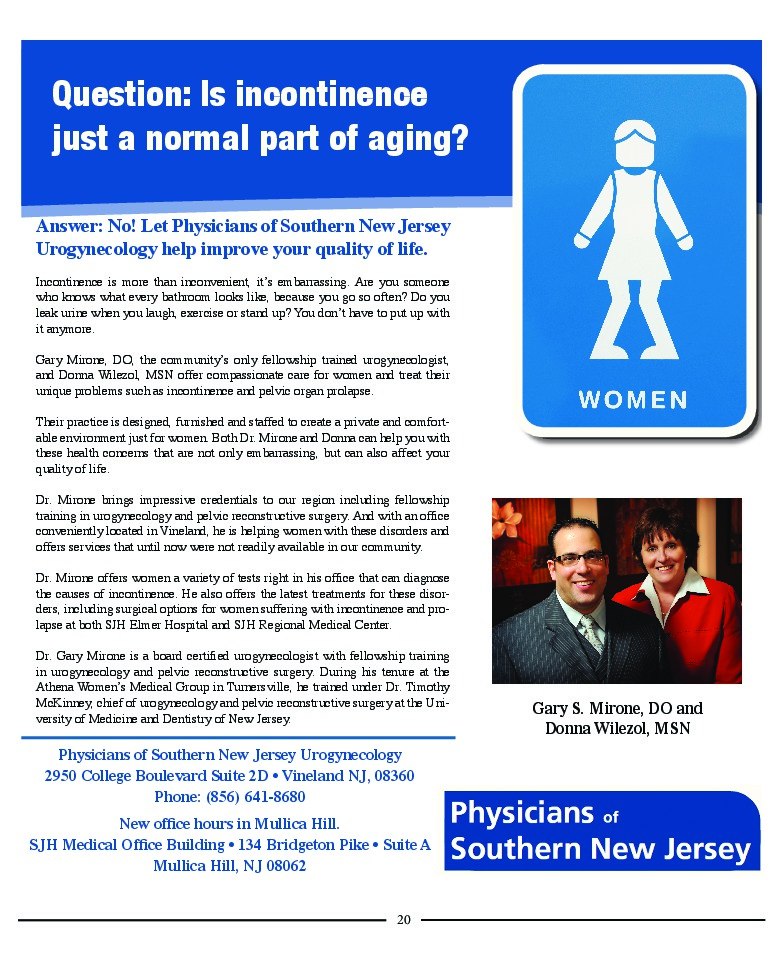 Question: Is incontinence
just a normal part of aging?
Answer: No! Let Physicians of Southern New Jersey
Urogynecology help improve your quality of life.
Incontinence is more than inconvenient, it's embarrassing. Are you someone
who knows what every bathroom looks like, because you go so often? Do you
leak urine when you laugh, exercise or stand up? You don't have to put up with
it anymore.
Gary Mirone, DO, the community's only fellowship trained urogynecologist,
and Donna Wilezol, MSN offer compassionate care for women and treat their
unique problems such as incontinence and pelvic organ prolapse.
Their practice is designed, furnished and staffed to create a private and comfort-
able environment just for women. Both Dr. Mirone and Donna can help you with
these health concerns that are not only embarrassing, but can also affect your
quality of life.
Dr. Mirone brings impressive credentials to our region including fellowship
training in urogynecology and pelvic reconstructive surgery. And with an office
conveniently located in Vineland, he is helping women with these disorders and
offers services that until now were not readily available in our community.
Dr. Mirone offers women a variety of tests right in his office that can diagnose
the causes of incontinence. He also offers the latest treatments for these disor-
ders, including surgical options for women suffering with incontinence and pro-
lapse at both SJH Elmer Hospital and SJH Regional Medical Center.
Dr. Gary Mirone is a board certified urogynecologist with fellowship training
in urogynecology and pelvic reconstructive surgery. During his tenure at the
Athena Women's Medical Group in Turnersville, he trained under Dr. Timothy
McKinney, chief of urogynecology and pelvic reconstructive surgery at the Uni-
versity of Medicine and Dentistry of New Jersey.
Physicians of Southern New Jersey Urogynecology
2950 College Boulevard Suite 2D • Vineland NJ, 08360
Phone: (856) 641-8680
New office hours in Mullica Hill.
SJH Medical Office Building • 134 Bridgeton Pike • Suite A
Mullica Hill, NJ 08062
WOMEN
Gary S. Mirone, DO and
Donna Wilezol, MSN
Physicians of
Southern New Jersey
20